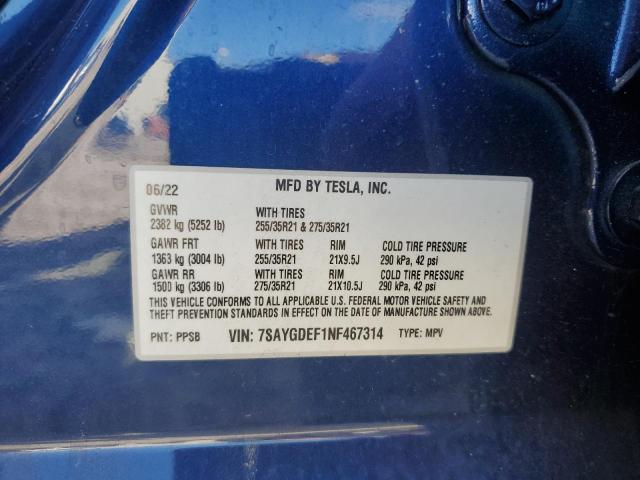 06/22 MFD BY TESLA, INC.
GVWR WITH TIRES
2382 kg (5252 lb) 255/35R21 & 275/35R21
GAWR FRT WITH TIRES RIM COLD TIRE PRESSURE
1363 kg (3004 lb) 255/35R21 21X9.5J 290 kPa, 42 psi
GAWR RR WITH TIRES RIM COLD TIRE PRESSURE
1500 kg (3306 lb) 275/35R21 21X10.5J 290 kPa, 42 psi
THIS VEHICLE CONFORMS TO ALL APPLICABLE U.S. FEDERAL MOTOR VEHICLE SAFETY AND
THEFT PREVENTION STANDARDS IN EFFECT ON THE DATE OF MANUFACTURE SHOWN ABOVE.
PNT: PPSB VIN: 7SAYGDEF1NF467314 TYPE: MPV